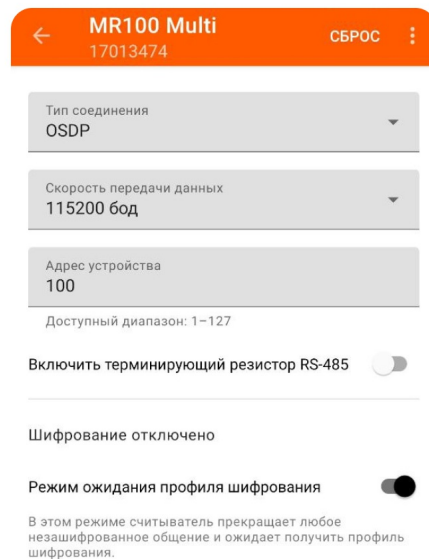 MR100 Multi
17013474
СБРОС
Тип соединения
OSDP
Скорость передачи данных
115200 бод
Адрес устройства
100
Доступный диапазон: 1–127
Включить терминирующий резистор RS-485
Шифрование отключено
Режим ожидания профиля шифрования
В этом режиме считыватель прекращает любое
незашифрованное общение и ожидает получить профиль
шифрования.